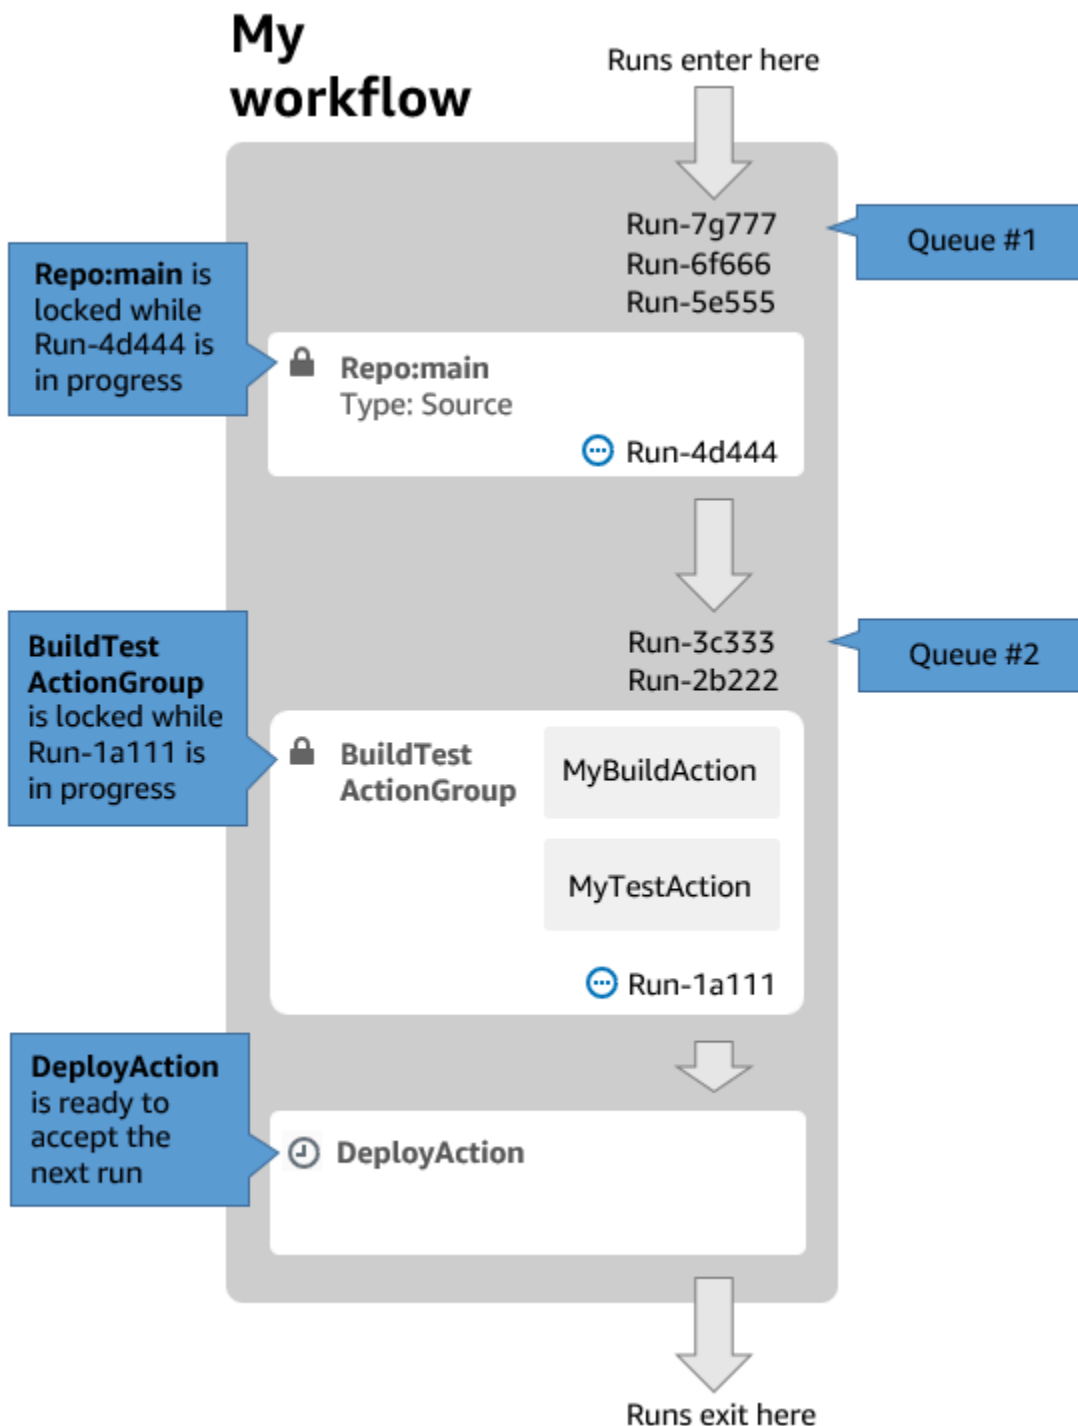 My
workflow
Runs enter here
Run-7g777
Run-6f666
Run-5e555
Queue #1
Repo:main is
locked while
Run-4d444 is
in progress
Repo:main
Type: Source
Run-4d444
Run-3c333
Run-2b222
Queue #2
BuildTest
ActionGroup
is locked while
Run-1a111 is
in progress
BuildTest
ActionGroup
MyBuildAction
MyTestAction
Run-1a111
DeployAction
is ready to
accept the
next run
DeployAction
Runs exit here